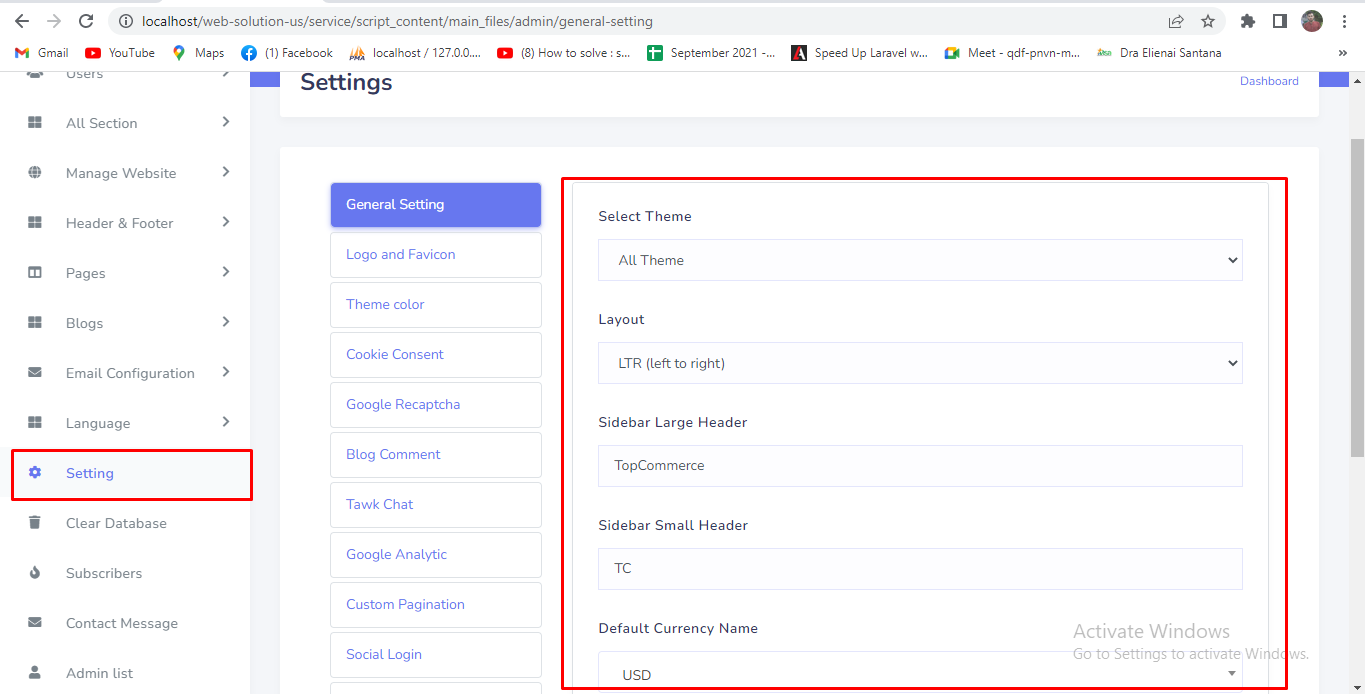 localhost/web-solution-us/service/script_content/main_files/admin/general-setting
Gmail
YouTube
Maps
(1) Facebook
localhost / 127.0.0....
(8) How to solve : s...
September 2021 -...
Speed Up Laravel w...
Meet - qdf-pnvn-m...
Dra Elienai Santana
»
Users
All Section
Manage Website
Header & Footer
Pages
Blogs
Email Configuration
Language
Setting
Clear Database
Subscribers
Contact Message
Admin list
Settings
Dashboard
General Setting
Logo and Favicon
Theme color
Cookie Consent
Google Recaptcha
Blog Comment
Tawk Chat
Google Analytic
Custom Pagination
Social Login
Select Theme
All Theme
Layout
LTR (left to right)
Sidebar Large Header
TopCommerce
Sidebar Small Header
TC
Default Currency Name
USD
Activate Windows
Go to Settings to activate Windows.